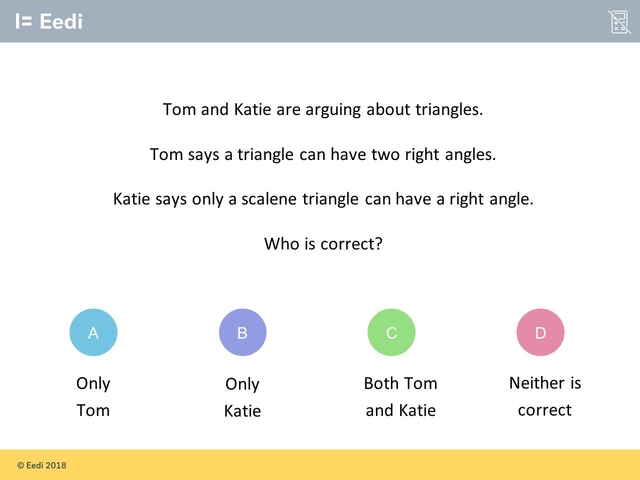 Eedi
Tom and Katie are arguing about triangles.
Tom says a triangle can have two right angles.
Katie says only a scalene triangle can have a right angle.
Who is correct?
A
B
C
D
Only
Tom
Only
Katie
Both Tom
and Katie
Neither is
correct
© Eedi 2018